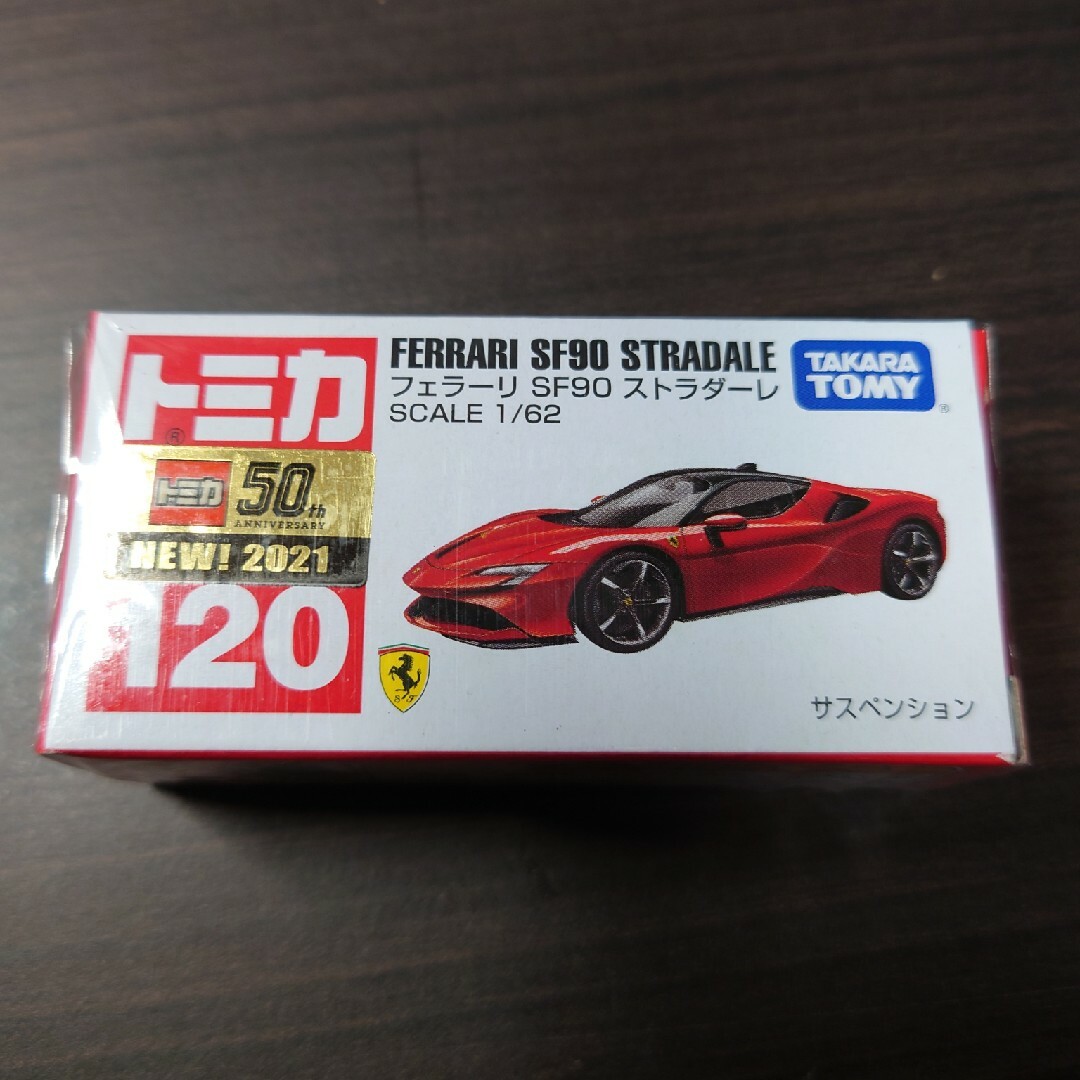 トミカ
®
トミカ 50th
ANNIVERSARY
NEW! 2021
120
FERRARI SF90 STRADALE
フェラーリ SF90 ストラダーレ
SCALE 1/62
TAKARA
TOMY
®
S F
サスペンション